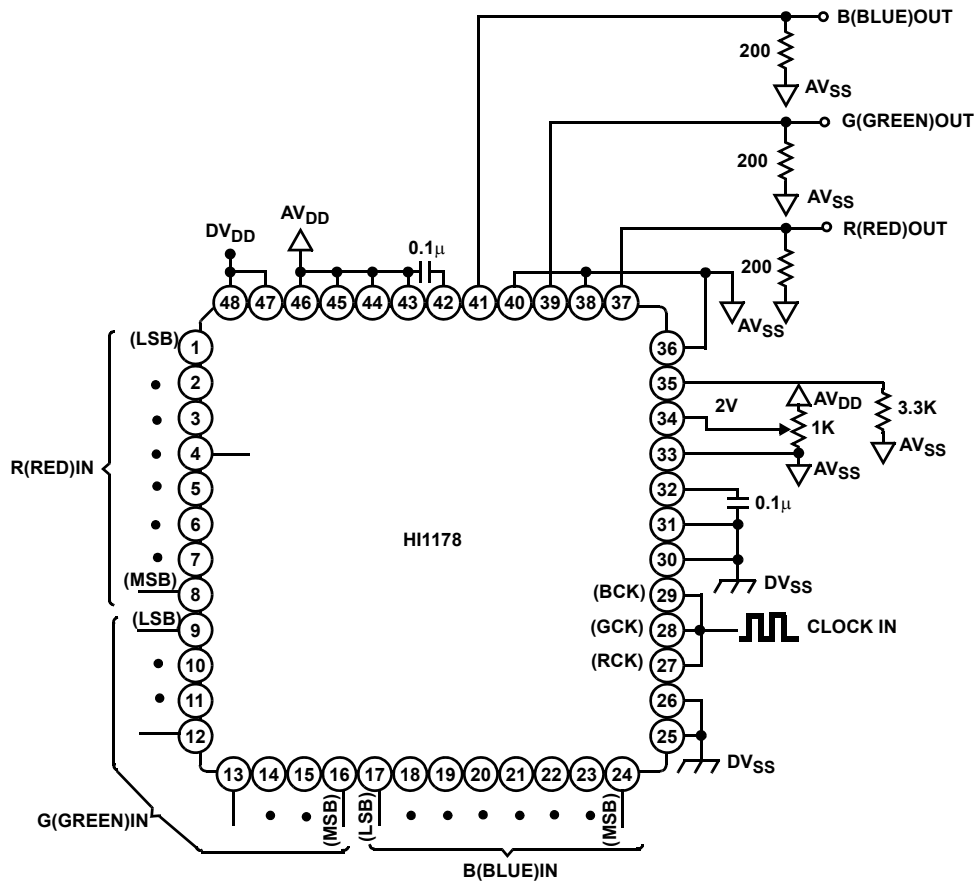 B(BLUE)OUT
200
AVSS
G(GREEN)OUT
200
AVSS
R(RED)OUT
200
AVSS
DVDD
AVDD
0.1μ
48 47 46 45 44 43 42 41 40 39 38 37
(LSB) 1
2
3
4
5
6
7
(MSB) 8
R(RED)IN
(LSB) 9
10
11
12
HI1178
36
35
34
33
32
31
30
(BCK) 29
(GCK) 28
(RCK) 27
26
25
2V
AVDD
1K
AVSS
3.3K
AVSS
0.1μ
DVSS
CLOCK IN
DVSS
13 14 15 16 17 18 19 20 21 22 23 24
(MSB) (LSB) (MSB)
G(GREEN)IN
B(BLUE)IN